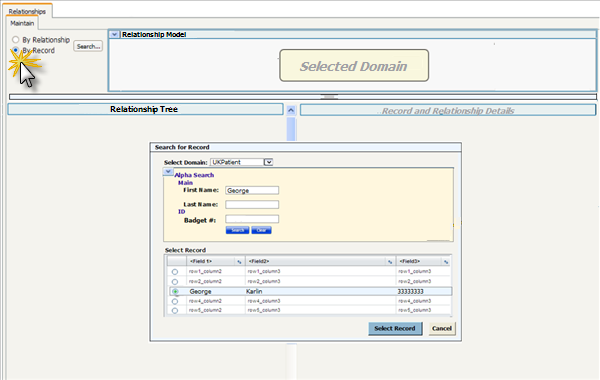 Relationships
Maintain
By Relationship
By Record
Search...
Relationship Model
Selected Domain
Relationship Tree
Record and Relationship Details
Search for Record
Select Domain: UKPatient
Alpha Search
Main
First Name: George
Last Name:
ID
Budget #:
Search Clear
Select Record
<Field 1> <Field2> <Field3>
row1_column2 row1_column3 row1_column3
row2_column2 row2_column3 row2_column3
George Karlin 33333333
row4_column2 row4_column3 row4_column3
row5_column2 row5_column3 row5_column3
Select Record Cancel